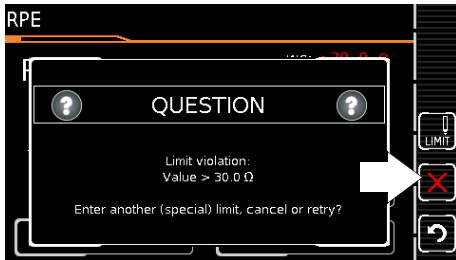 RPE
QUESTION
Limit violation:
Value > 30.0 Ω
Enter another (special) limit, cancel or retry?
LIMIT